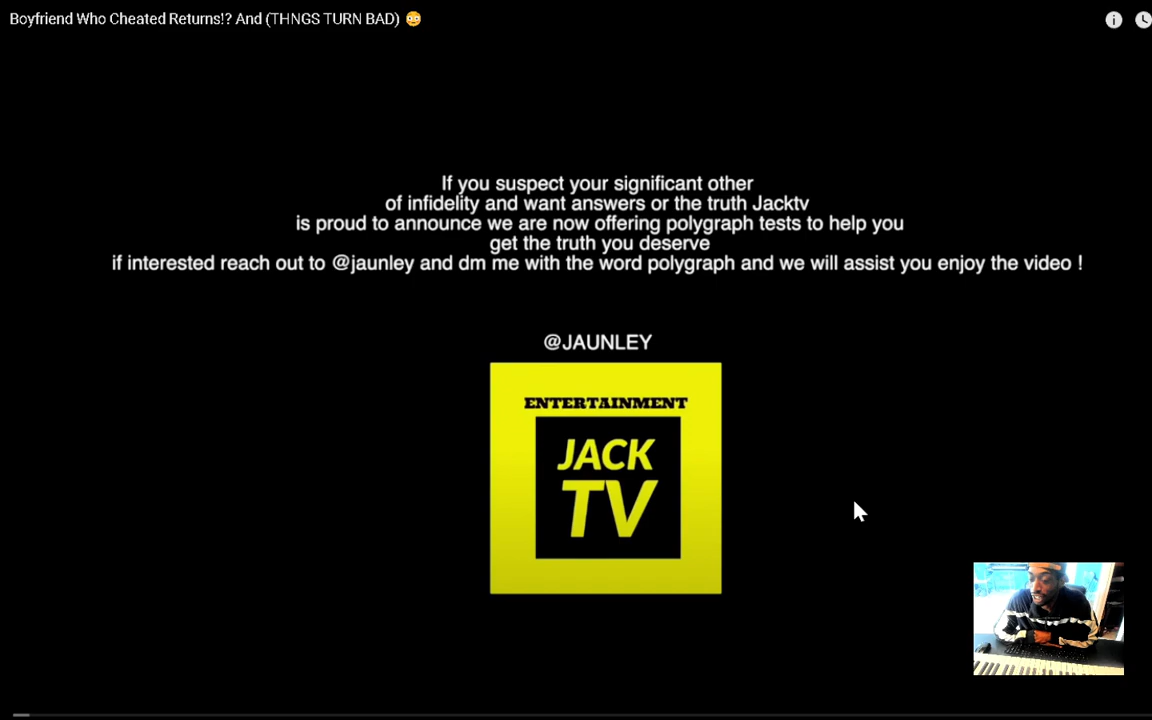 Boyfriend Who Cheated Returns!? And (THNGS TURN BAD) 😳
If you suspect your significant other
of infidelity and want answers or the truth Jacktv
is proud to announce we are now offering polygraph tests to help you
get the truth you deserve
if interested reach out to @jaunley and dm me with the word polygraph and we will assist you enjoy the video !
@JAUNLEY
ENTERTAINMENT
JACK
TV